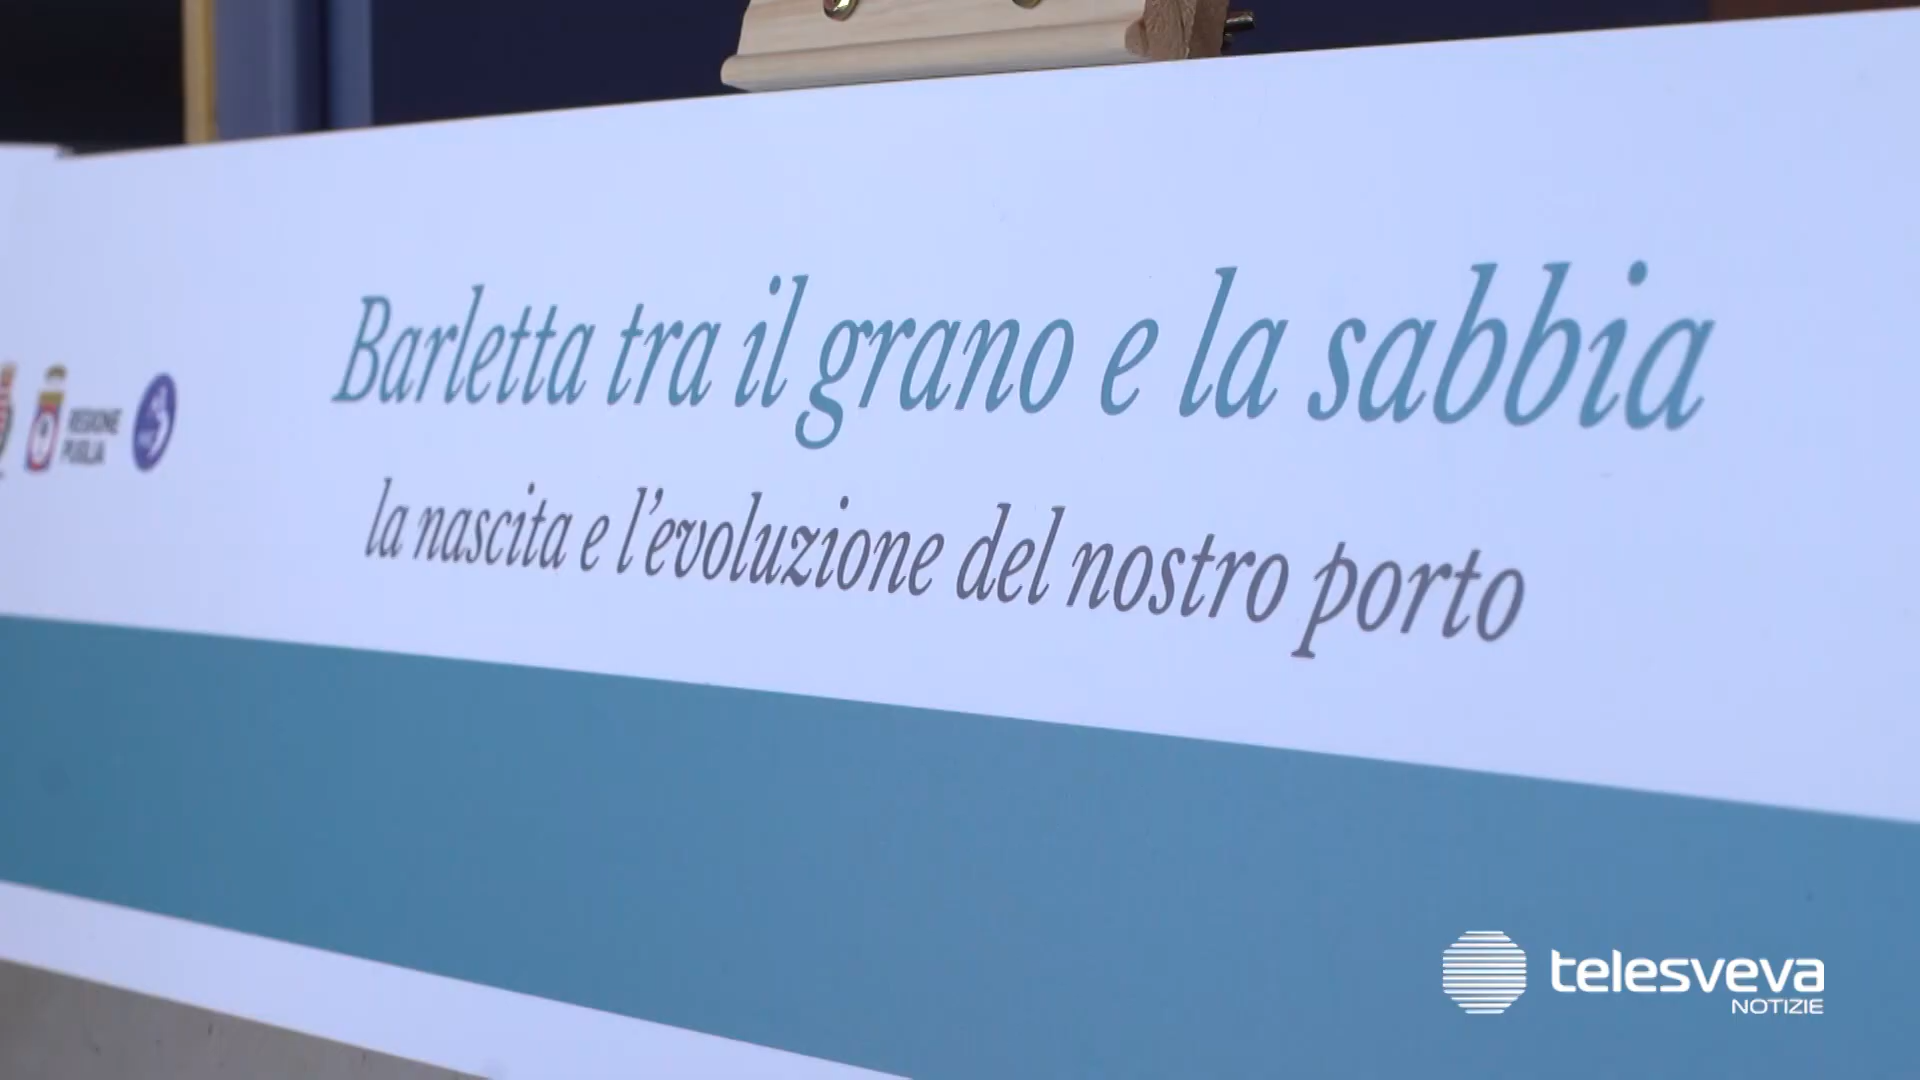 Barletta tra il grano e la sabbia
la nascita e l'evoluzione del nostro porto
REGIONE
PUGLIA
telesveva
NOTIZIE